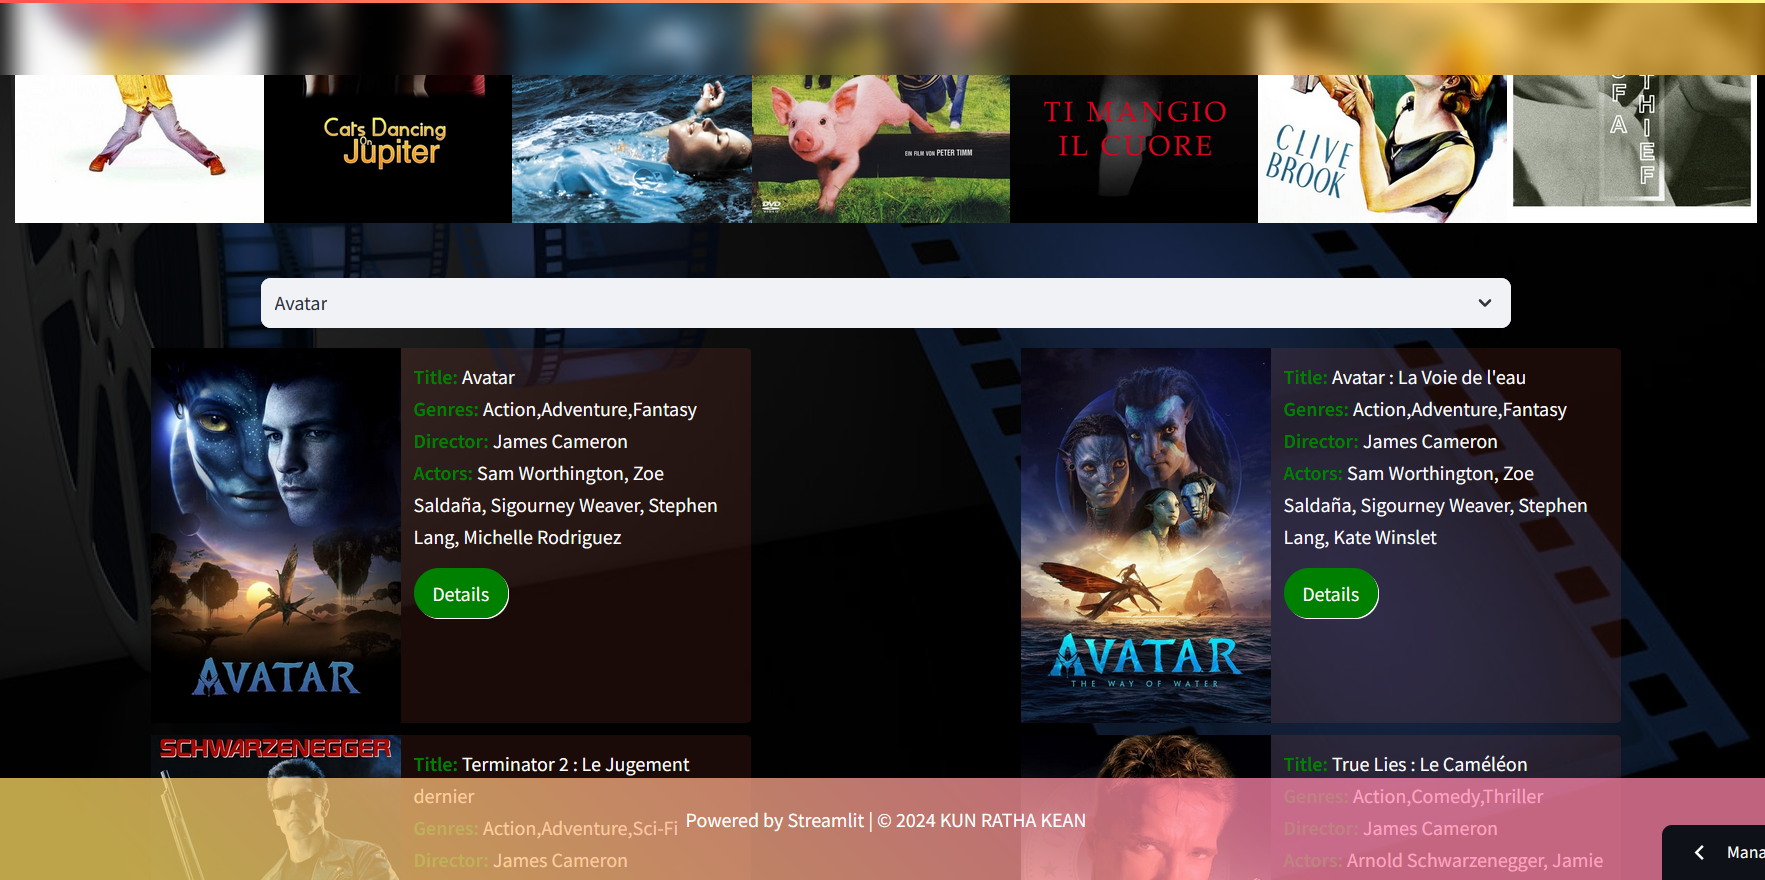 Cats Dancing
On
Jupiter
EIN FILM VON PETER TIMM
DVD
TI MANGIO
IL CUORE
CLIVE
BROOK
OF A
THIEF
Avatar
Title: Avatar
Genres: Action,Adventure,Fantasy
Director: James Cameron
Actors: Sam Worthington, Zoe
Saldaña, Sigourney Weaver, Stephen
Lang, Michelle Rodriguez
Details
AVATAR
Title: Avatar : La Voie de l'eau
Genres: Action,Adventure,Fantasy
Director: James Cameron
Actors: Sam Worthington, Zoe
Saldaña, Sigourney Weaver, Stephen
Lang, Kate Winslet
Details
AVATAR
THE WAY OF WATER
SCHWARZENEGGER
Title: Terminator 2 : Le Jugement
dernier
Genres: Action,Adventure,Sci-Fi
Director: James Cameron
Title: True Lies : Le Caméléon
Genres: Action,Comedy,Thriller
Director: James Cameron
Actors: Arnold Schwarzenegger, Jamie
Powered by Streamlit | © 2024 KUN RATHA KEAN
Mana